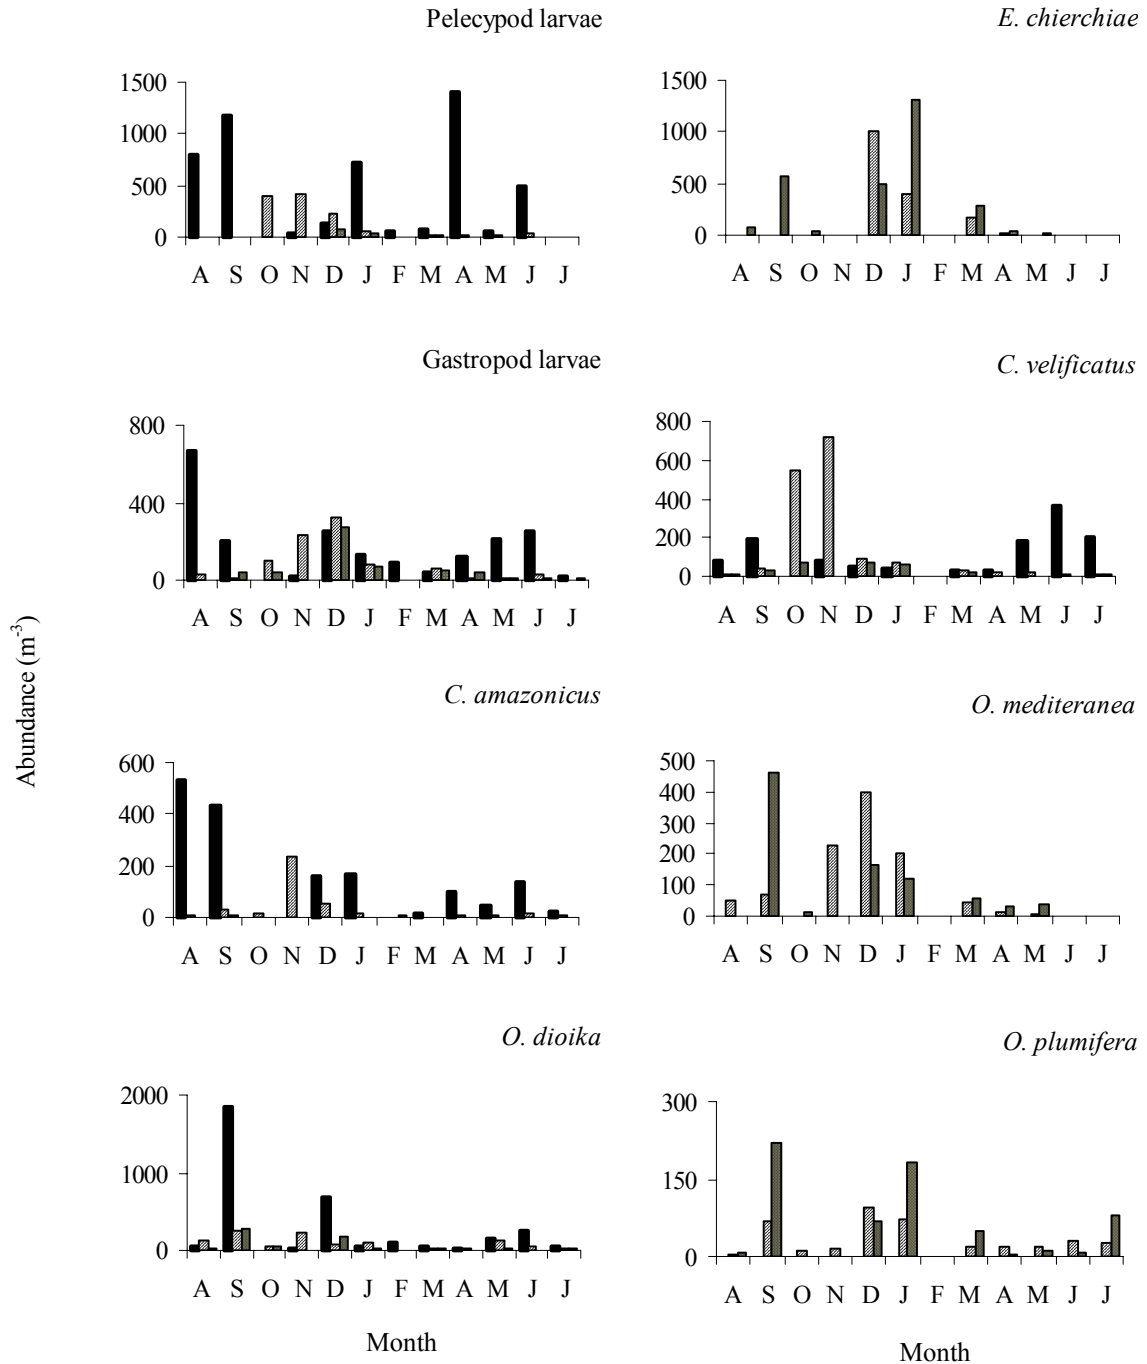 Pelecypod larvae
1500
1000
500
0
A S O N D J F M A M J J
E. chierchiae
1500
1000
500
0
A S O N D J F M A M J J
Gastropod larvae
800
400
0
A S O N D J F M A M J J
C. velificatus
800
600
400
200
0
A S O N D J F M A M J J
Abundance (m-3)
C. amazonicus
600
400
200
0
A S O N D J F M A M J J
O. mediteranea
500
400
300
200
100
0
A S O N D J F M A M J J
O. dioika
2000
1000
0
A S O N D J F M A M J J
Month
O. plumifera
300
150
0
A S O N D J F M A M J J
Month